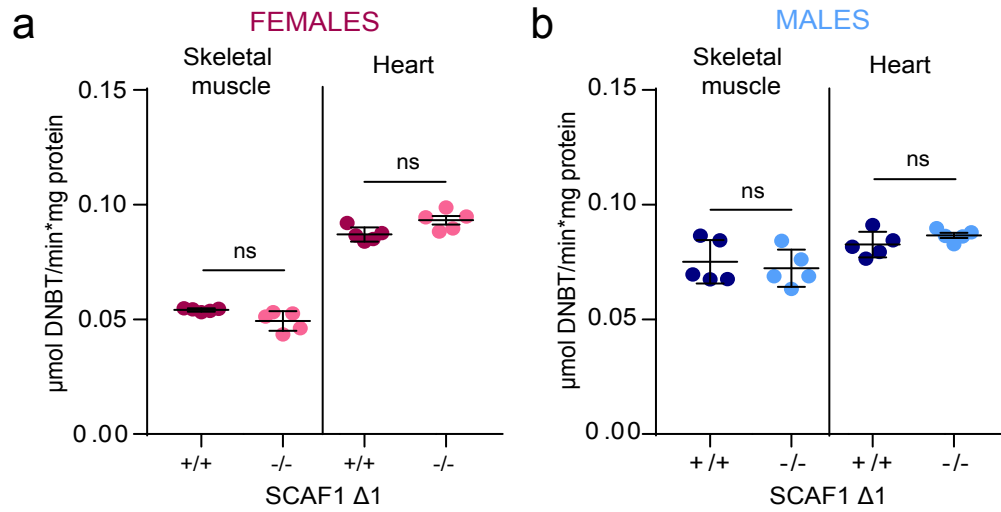 a
FEMALES
Skeletal
muscle
Heart
µmol DNBT/min*mg protein
0.15
0.10
0.05
0.00
ns
ns
+/+
-/-
+/+
-/-
SCAF1 Δ1
b
MALES
Skeletal
muscle
Heart
µmol DNBT/min*mg protein
0.15
0.10
0.05
0.00
ns
ns
+/+
-/-
+/+
-/-
SCAF1 Δ1